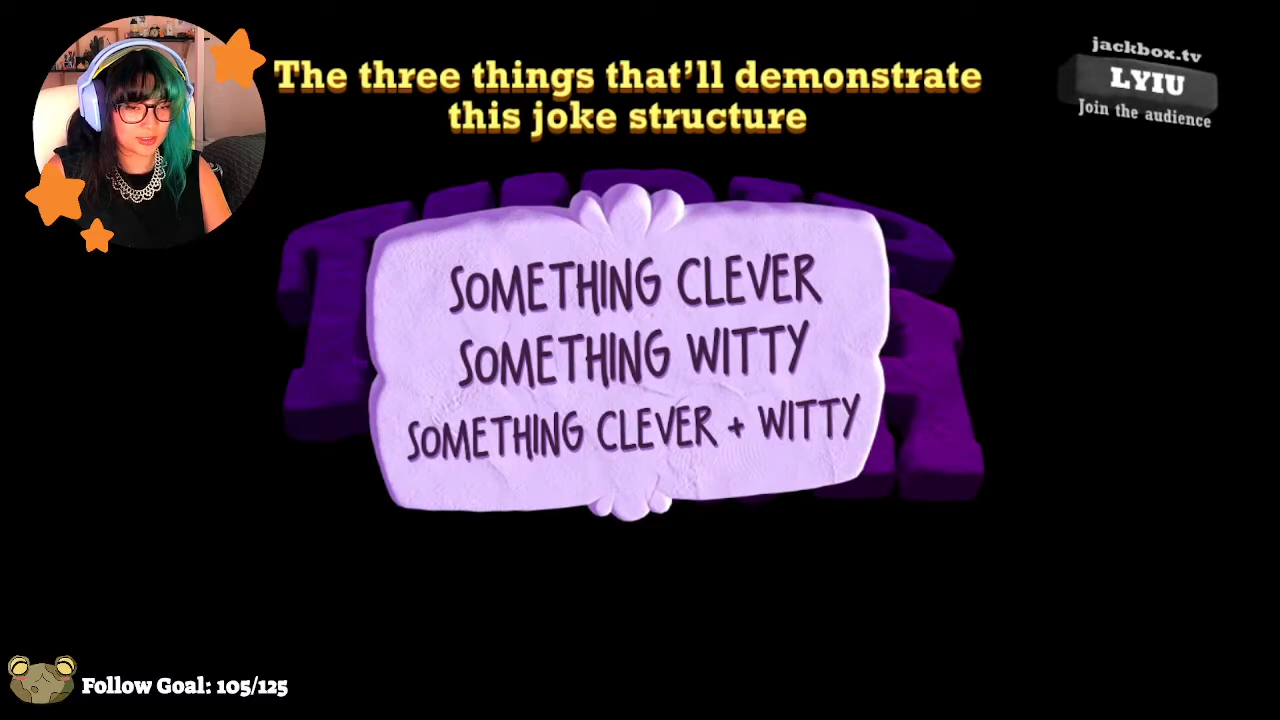 The three things that'll demonstrate
this joke structure
jackbox.tv
LYIU
Join the audience
SOMETHING CLEVER
SOMETHING WITTY
SOMETHING CLEVER + WITTY
Follow Goal: 105/125